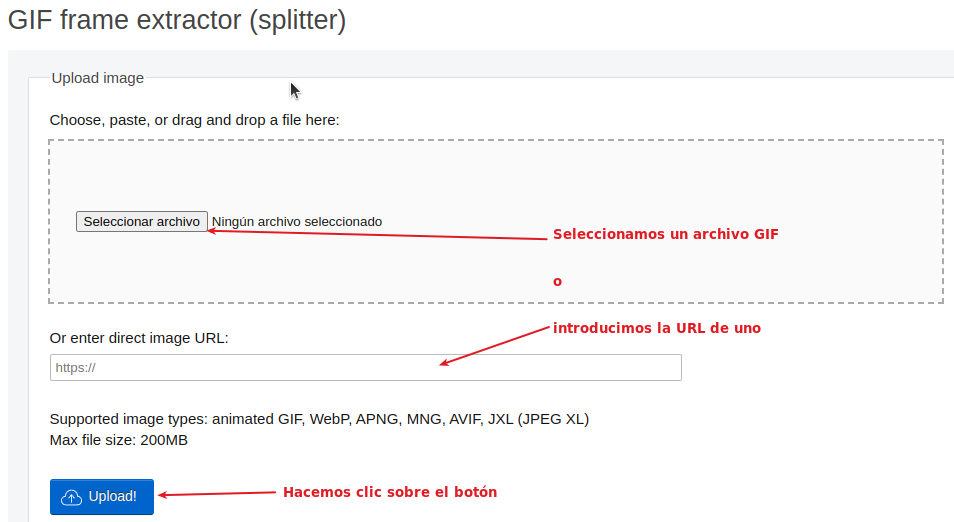 GIF frame extractor (splitter)
Upload image
Choose, paste, or drag and drop a file here:
Seleccionar archivo Ningún archivo seleccionado
Seleccionamos un archivo GIF
o
introducimos la URL de uno
Or enter direct image URL:
https://
Supported image types: animated GIF, WebP, APNG, MNG, AVIF, JXL (JPEG XL)
Max file size: 200MB
Upload!
Hacemos clic sobre el botón